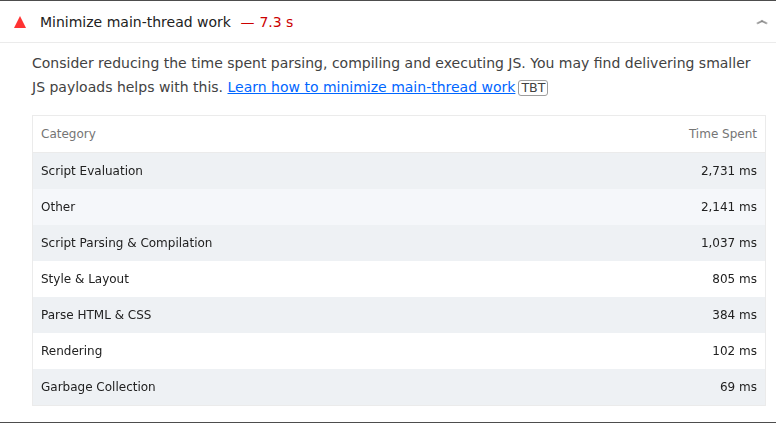 Minimize main-thread work — 7.3 s
Consider reducing the time spent parsing, compiling and executing JS. You may find delivering smaller
JS payloads helps with this. Learn how to minimize main-thread work TBT
Category Time Spent
Script Evaluation 2,731 ms
Other 2,141 ms
Script Parsing & Compilation 1,037 ms
Style & Layout 805 ms
Parse HTML & CSS 384 ms
Rendering 102 ms
Garbage Collection 69 ms